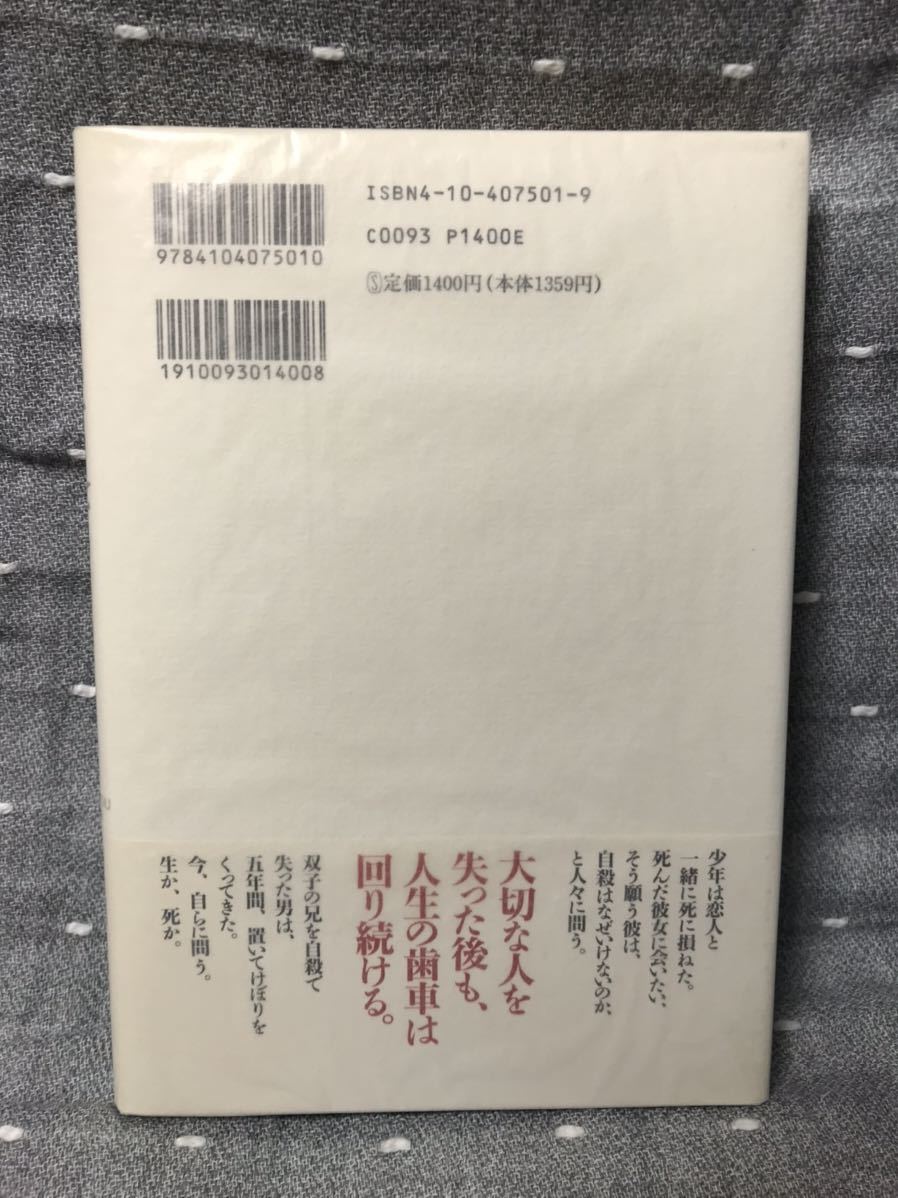 ISBN4-10-407501-9
C0093 P1400E
9784104075010
Ⓢ定価1400円(本体1359円)
1910093014008
少年は恋人と
一緒に死に損ねた。
死んだ彼女に会いたい、
そう願う彼は、
自殺はなぜいけないのか、
と人々に問う。
大切な人を
失った後も、
人生の歯車は
回り続ける。
双子の兄を自殺で
失った男は、
五年間、置いてけぼりを
くってきた。
今、自らに問う。
生か、死か。